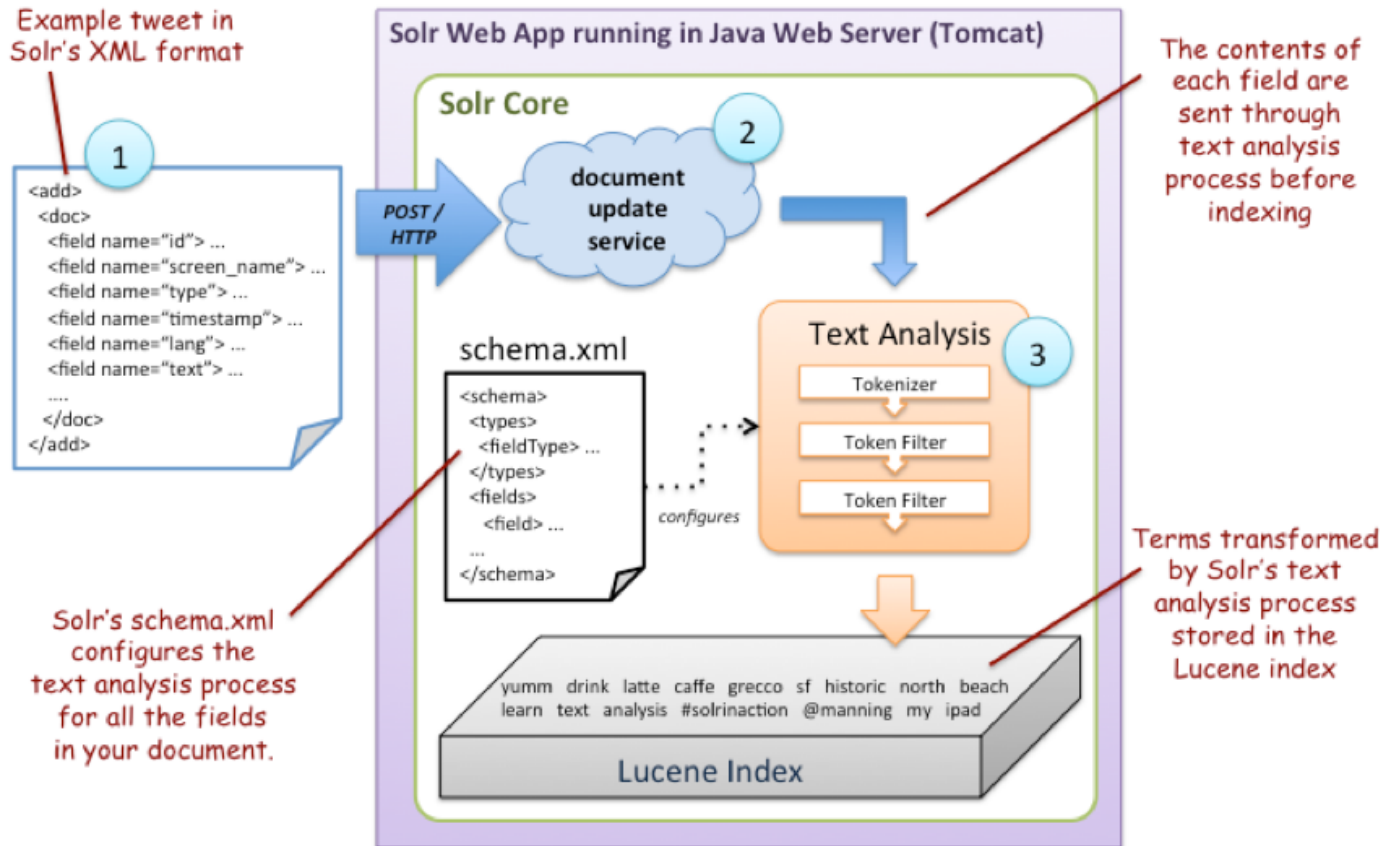 Example tweet in
Solr's XML format
Solr Web App running in Java Web Server (Tomcat)
The contents of
each field are
sent through
text analysis
process before
indexing
Solr Core
1
<add>
<doc>
<field name="id"> ...
<field name="screen_name"> ...
<field name="type"> ...
<field name="timestamp"> ...
<field name="lang"> ...
<field name="text"> ...
....
</doc>
</add>
POST /
HTTP
2
document
update
service
schema.xml
<schema>
<types>
<fieldType> ...
</types>
<fields>
<field> ...
...
</schema>
configures
Text Analysis
3
Tokenizer
Token Filter
Token Filter
Solr's schema.xml
configures the
text analysis process
for all the fields
in your document.
Terms transformed
by Solr's text
analysis process
stored in the
Lucene index
yumm drink latte caffe grecco sf historic north beach
learn text analysis #solrinaction @manning my ipad
Lucene Index